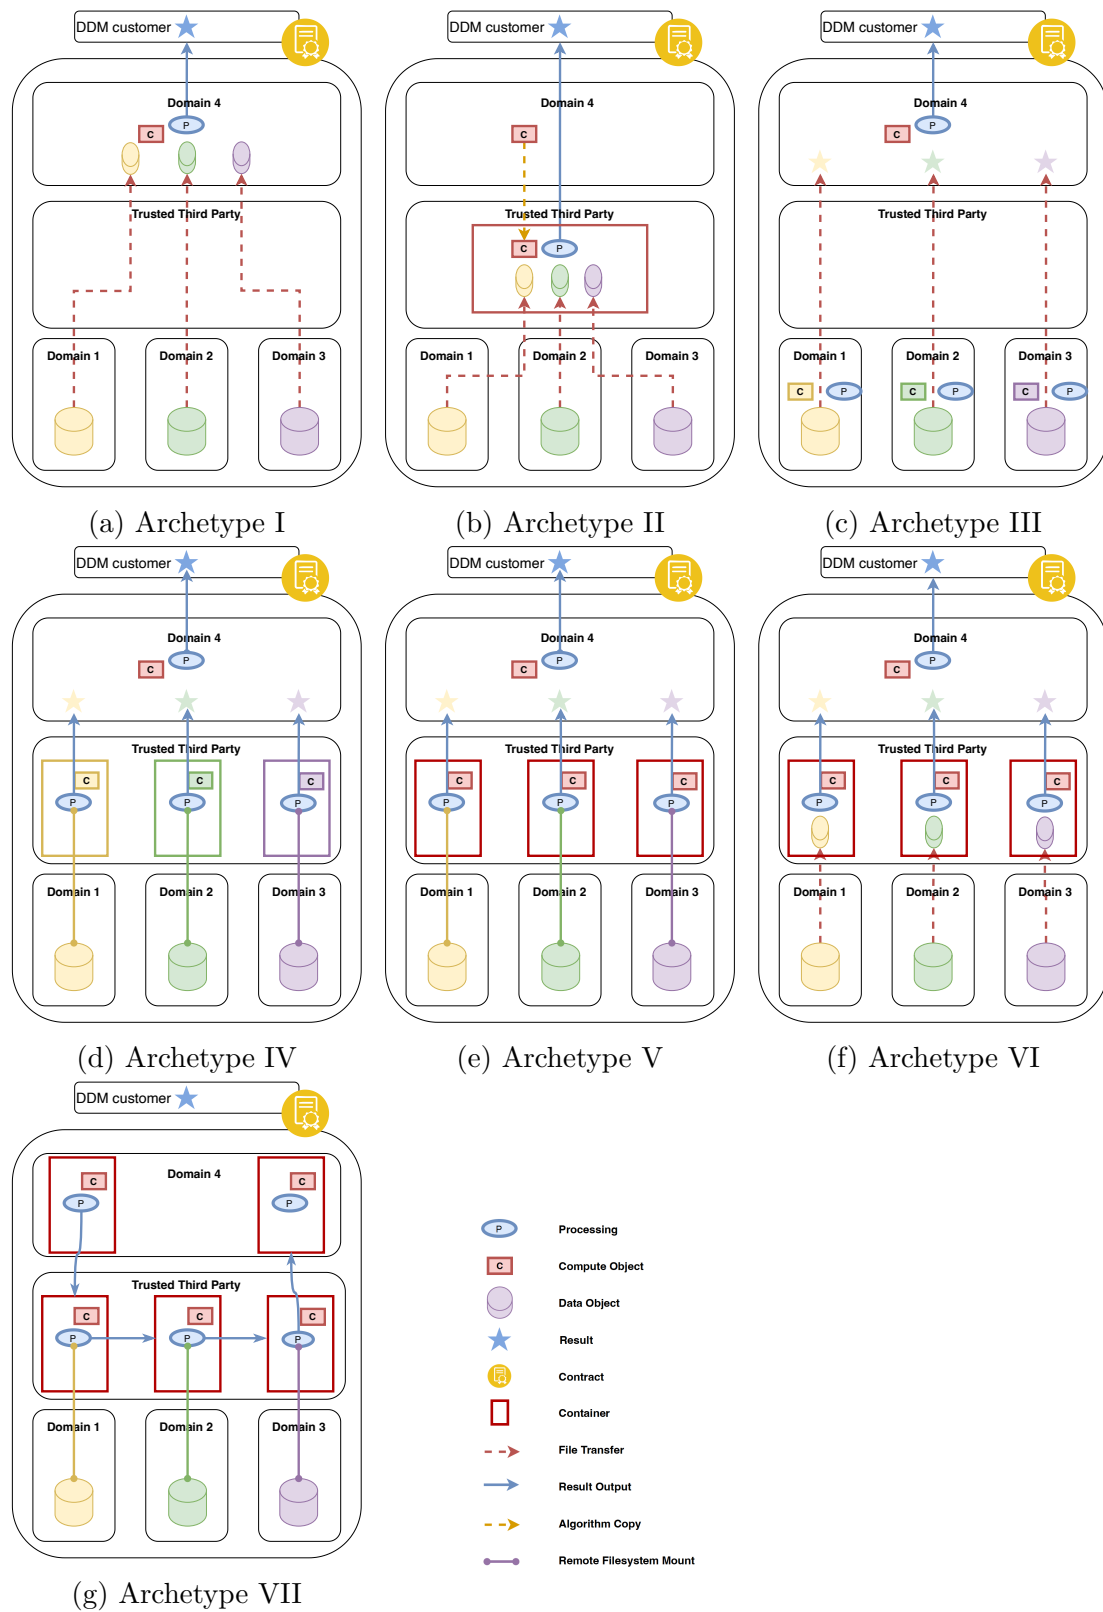 DDM customer
Domain 4
C
P
Trusted Third Party
Domain 1
Domain 2
Domain 3
(a) Archetype I
DDM customer
Domain 4
C
Trusted Third Party
C
P
Domain 1
Domain 2
Domain 3
(b) Archetype II
DDM customer
Domain 4
C
P
Trusted Third Party
Domain 1
Domain 2
Domain 3
C
P
C
P
C
P
(c) Archetype III
DDM customer
Domain 4
P
C
Trusted Third Party
C
C
C
P
P
P
Domain 1
Domain 2
Domain 3
(d) Archetype IV
DDM customer
Domain 4
P
C
Trusted Third Party
C
C
C
P
P
P
Domain 1
Domain 2
Domain 3
(e) Archetype V
DDM customer
Domain 4
P
C
Trusted Third Party
C
C
C
P
P
P
Domain 1
Domain 2
Domain 3
(f) Archetype VI
DDM customer
Domain 4
C
C
P
P
Trusted Third Party
C
C
C
P
P
P
Domain 1
Domain 2
Domain 3
(g) Archetype VII
P
Processing
C
Compute Object
Data Object
Result
Contract
Container
File Transfer
Result Output
Algorithm Copy
Remote Filesystem Mount